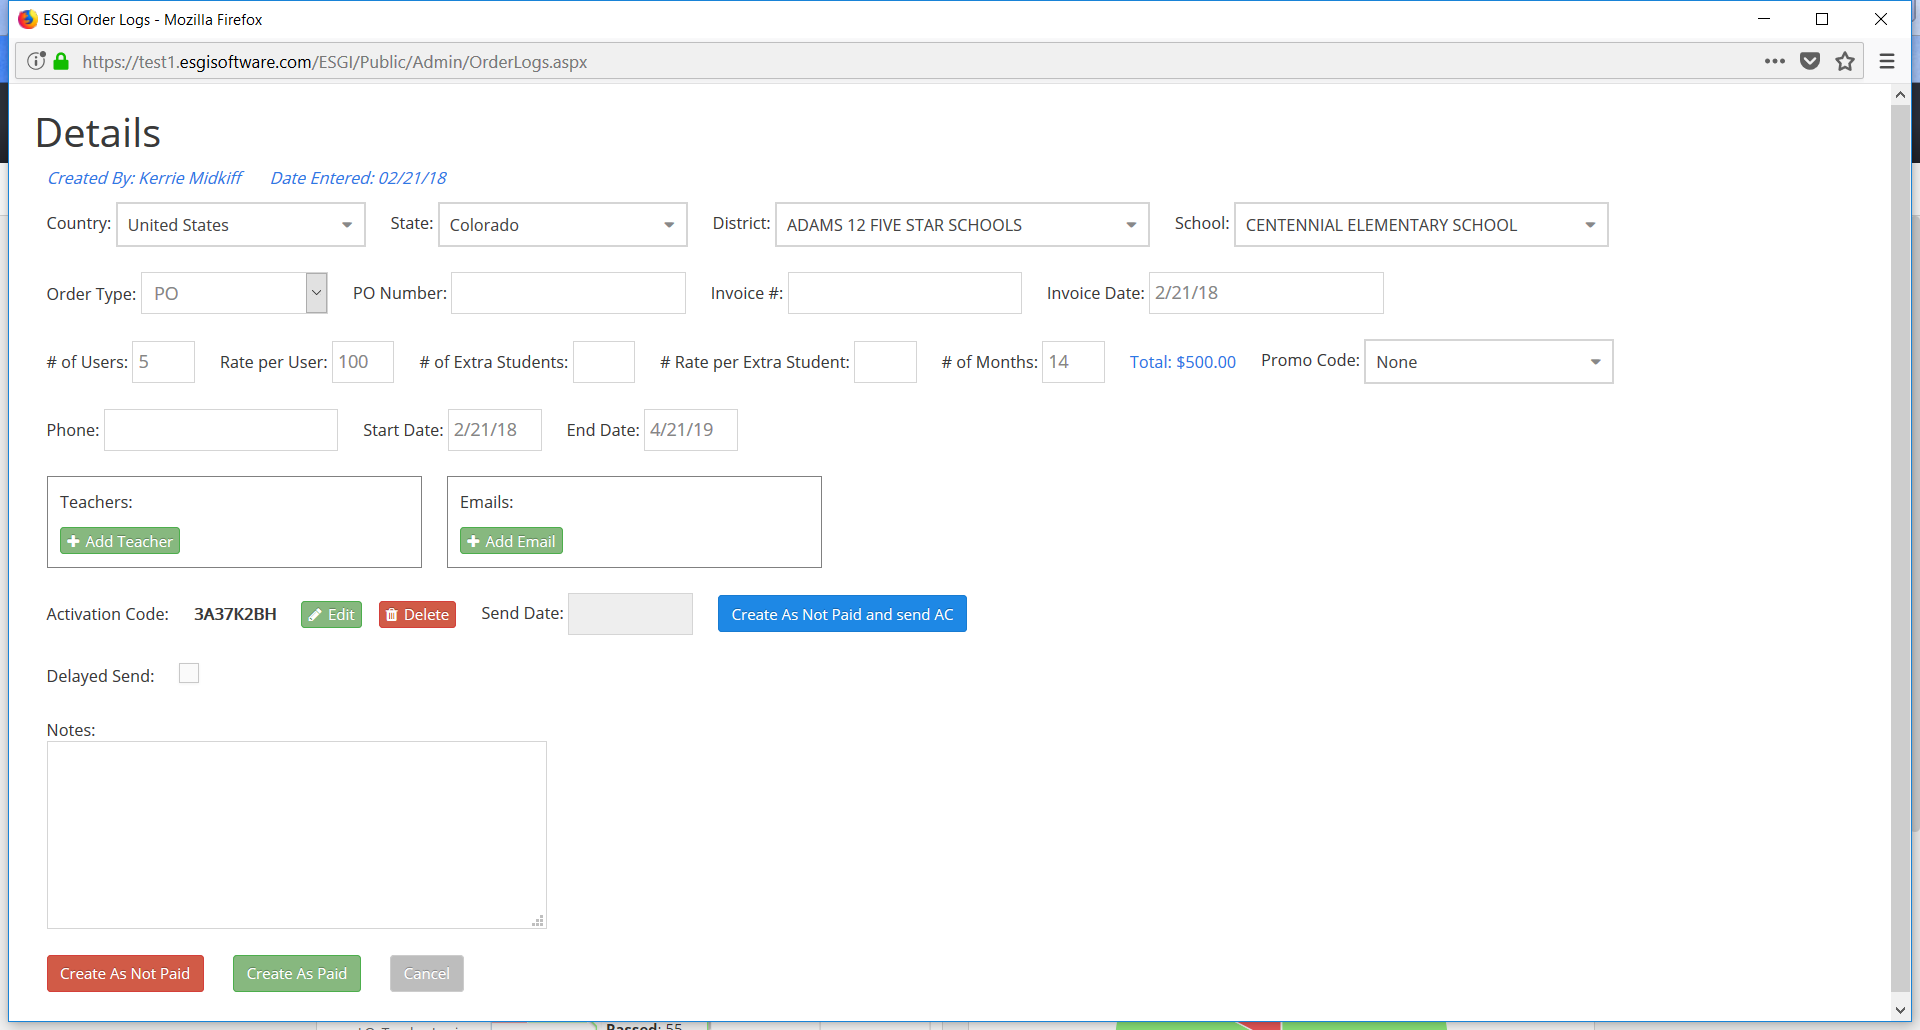 ESGI Order Logs - Mozilla Firefox
https://test1.esgisoftware.com/ESGI/Public/Admin/OrderLogs.aspx
Details
Created By: Kerrie Midkiff Date Entered: 02/21/18
Country: United States State: Colorado District: ADAMS 12 FIVE STAR SCHOOLS School: CENTENNIAL ELEMENTARY SCHOOL
Order Type: PO PO Number: Invoice #: Invoice Date: 2/21/18
# of Users: 5 Rate per User: 100 # of Extra Students: # Rate per Extra Student: # of Months: 14 Total: $500.00 Promo Code: None
Phone: Start Date: 2/21/18 End Date: 4/21/19
Teachers: Emails:
Add Teacher Add Email
Activation Code: 3A37K2BH Edit Delete Send Date: Create As Not Paid and send AC
Delayed Send:
Notes:
Create As Not Paid Create As Paid Cancel
Passed: 55